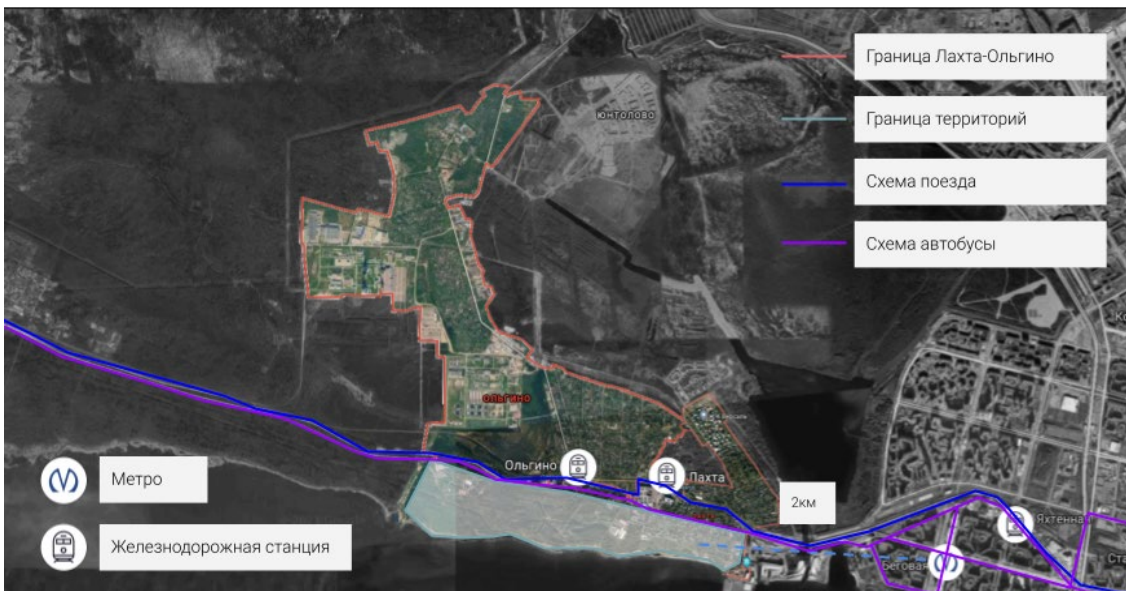 Граница Лахта-Ольгино
Граница территорий
Схема поезда
Схема автобусы
ЮНТОЛОВО
ОЛЬГИНО
Ольгино
Лахта
2км
Яхтенная
Беговая
Метро
Железнодорожная станция